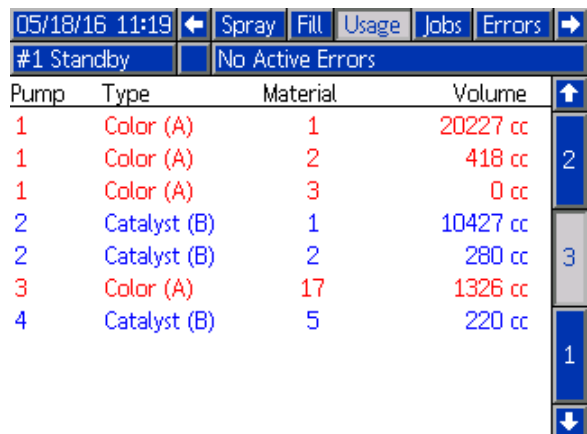 05/18/16 11:19 Spray Fill Usage Jobs Errors
#1 Standby No Active Errors
Pump Type Material Volume
1 Color (A) 1 20227 cc
1 Color (A) 2 418 cc
2
1 Color (A) 3 0 cc
2 Catalyst (B) 1 10427 cc
2 Catalyst (B) 2 280 cc
3
3 Color (A) 17 1326 cc
4 Catalyst (B) 5 220 cc
1